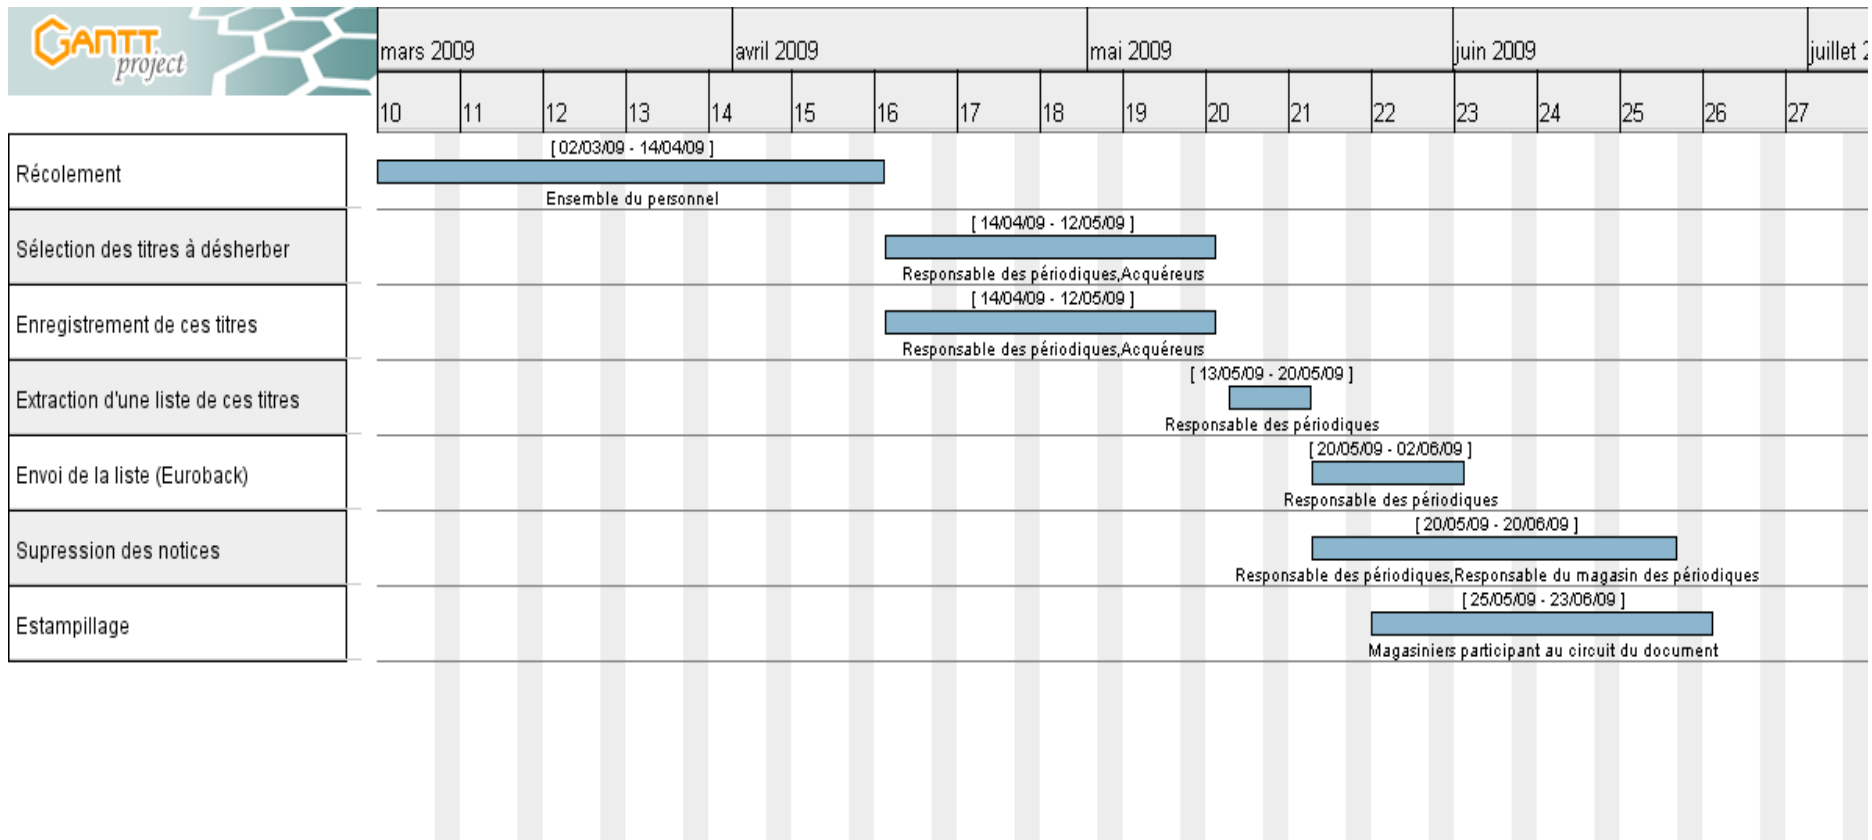 GANTT
project
mars 2009 avril 2009 mai 2009 juin 2009 juillet 2
10 11 12 13 14 15 16 17 18 19 20 21 22 23 24 25 26 27
[ 02/03/09 - 14/04/09 ]
Récolement
Ensemble du personnel
[ 14/04/09 - 12/05/09 ]
Sélection des titres à désherber
Responsable des périodiques,Acquéreurs
[ 14/04/09 - 12/05/09 ]
Enregistrement de ces titres
Responsable des périodiques,Acquéreurs
[ 13/05/09 - 20/05/09 ]
Extraction d'une liste de ces titres
Responsable des périodiques
[ 20/05/09 - 02/06/09 ]
Envoi de la liste (Euroback)
Responsable des périodiques
[ 20/05/09 - 20/06/09 ]
Supression des notices
Responsable des périodiques,Responsable du magasin des périodiques
[ 25/05/09 - 23/06/09 ]
Estampillage
Magasiniers participant au circuit du document